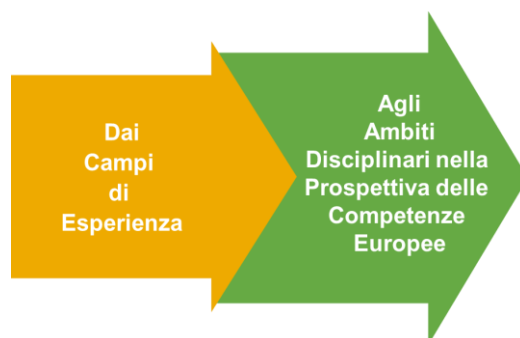 Dai
Campi
di
Esperienza
Agli
Ambiti
Disciplinari nella
Prospettiva delle
Competenze
Europee